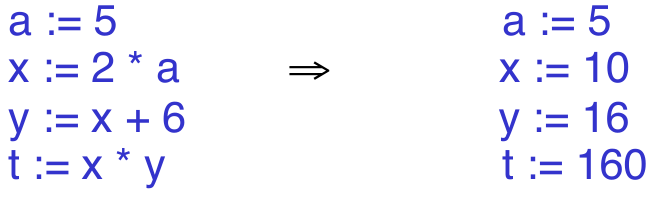 a := 5
x := 2 * a
y := x + 6
t := x * y
⇒
a := 5
x := 10
y := 16
t := 160